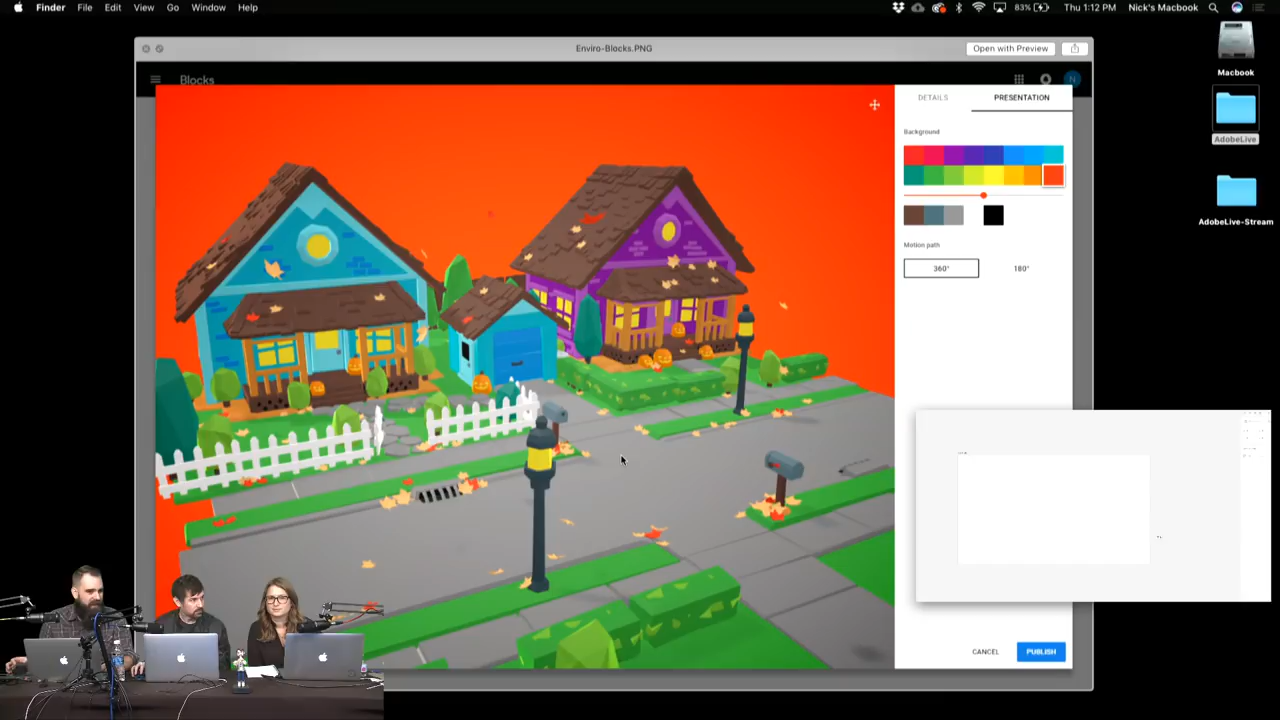 Finder File Edit View Go Window Help 83% Thu 1:12 PM Nick's Macbook
Enviro-Blocks.PNG Open with Preview
Macbook
Blocks N
DETAILS PRESENTATION
AdobeLive
Background
AdobeLive-Stream
Motion path
360° 180°
CANCEL PUBLISH